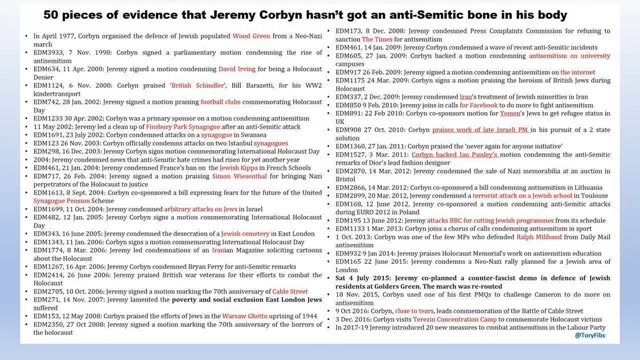 50 pieces of evidence that Jeremy Corbyn hasn't got an anti-Semitic bone in his body
In April 1977, Corbyn organised the defence of Jewish populated Wood Green from a Neo-Nazi
march
EDM3933, 7 Nov 1990: Corbyn signed a parliamentary motion condemning the rise of
antisemitism
EDM634, 11 Apr. 2000: Jeremy signed a motion condemning David Irving for being a Holocaust
Denier
EDM1124, 6 Nov. 2000: Corbyn praised 'British Schindler', Bill Barazetti, for his WW2
kindertransport
EDM742, 28 Jan. 2002: Jeremy signed a motion praising football clubs commemorating Holocaust
Day
EDM1233 30 Apr. 2002: Corbyn was a primary sponsor on a motion condemning antisemitism
11 May 2002: Jeremy led a clean up of Finsbury Park Synagogue after an anti-Semitic attack
EDM1691, 23 July 2002: Corbyn condemned attacks on a synagogue in Swansea
EDM123 26 Nov 2003: Corbyn officially condemns attacks on two Istanbul synagogues
EDM298, 16 Dec. 2003: Jeremy Corbyn signs motion commemorating International Holocaust Day
2004: Jeremy condemned news that anti-Semitic hate crimes had risen for yet another year
EDM461, 21 Jan. 2004: Jeremy condemned France's ban on the Jewish Kippa in French Schools
EDM1717, 26 Feb. 2004: Jeremy signed a motion praising Simon Wiesenthal for bringing Nazi
perpetrators of the Holocaust to justice
EDM1613, 8 Sept. 2004: Corbyn co-sponsored a bill expressing fears for the future of the United
Synagogue Pension Scheme
EDM1699, 11 Oct 2004: Jeremy condemned arbitrary attacks on Jews in Israel
EDM482, 12 Jan. 2005: Jeremy Corbyn signs a motion commemorating International Holocaust
Day
EDM343, 16 June 2005: Jeremy condemned the desecration of a Jewish cemetery in East London
EDM1343, 11 Jan. 2006: Corbyn signs a motion commemorating International Holocaust Day
EDM1774, 8 Mar. 2006: Jeremy led condemnations of an Iranian Magazine soliciting cartoons
about the Holocaust
EDM1267, 16 Apr. 2006: Jeremy Corbyn condemned Bryan Ferry for anti-Semitic remarks
EDM2414, 26 June 2006: Jeremy praised British war veterans for their efforts to combat the
Holocaust
EDM2705, 10 Oct. 2006: Jeremy signed a motion marking the 70th anniversary of Cable Street
EDM271, 14 Nov. 2007: Jeremy lamented the poverty and social exclusion East London Jews
suffered
EDM153, 12 May 2008: Corbyn praised the efforts of Jews in the Warsaw Ghetto uprising of 1944
EDM2350, 27 Oct 2008: Jeremy signed a motion marking the 70th anniversary of the horrors of
the holocaust
EDM173, 8 Dec. 2008: Jeremy condemned Press Complaints Commission for refusing to
sanction The Times for antisemitism
EDM461, 14 Jan. 2009: Jeremy Corbyn condemned a wave of recent anti-Semitic incidents
EDM605, 27 Jan. 2009: Corbyn backed a motion condemning antisemitism on university
campuses
EDM917 26 Feb. 2009: Jeremy signed a motion condemning antisemitism on the internet
EDM1175 24 Mar. 2009: Corbyn signs a motion praising the heroism of British Jews during
Holocaust
EDM337, 2 Dec. 2009: Jeremy condemned Iran's treatment of Jewish minorities in Iran
EDM850 9 Feb. 2010: Jeremy joins in calls for Facebook to do more to fight antisemitism
EDM891: 22 Feb 2010: Corbyn co-sponsors motion for Yemen's Jews to get refugee status in
UK
EDM908 27 Oct. 2010: Corbyn praises work of late Israeli PM in his pursuit of a 2 state
solution
EDM1360, 27 Jan. 2011: Corbyn praised the 'never again for anyone initiative'
EDM1527, 3 Mar. 2011: Corbyn backed Ian Paisley's motion condemning the anti-Semitic
remarks of Dior's lead fashion designer
EDM2870, 14 Mar. 2012: Jeremy condemned the sale of Nazi memorabilia at an auction in
Bristol
EDM2866, 14 Mar. 2012: Corbyn co-sponsored a bill condemning antisemitism in Lithuania
EDM2899, 20 Mar. 2012, Jeremy condemned a terrorist attack on a Jewish school in Toulouse
EDM168, 12 June 2012, Jeremy co-sponsored a motion condemning anti-Semitic attacks
during EURO 2012 in Poland
EDM195 13 June 2012: Jeremy attacks BBC for cutting Jewish programmes from its schedule
EDM1133 1 Mar. 2013: Corbyn joins a chorus of calls condemning antisemitism in sport
1 Oct. 2013: Corbyn was one of the few MPs who defended Ralph Miliband from Daily Mail
antisemitism
EDM932 9 Jan 2014: Jeremy praises Holocaust Memorial's work on antisemitism education
EDM165 22 June 2015: Jeremy condemns a Neo-Nazi rally planned for a Jewish area of
London
Sat 4 July 2015: Jeremy co-planned a counter-fascist demo in defence of Jewish
residents at Golders Green. The march was re-routed
18 Nov. 2015, Corbyn used one of his first PMQs to challenge Cameron to do more on
antisemitism
9 Oct 2016: Corbyn, close to tears, leads commemoration of the Battle of Cable Street
3 Dec. 2016: Corbyn visits Terezin Concentration Camp to commemorate Holocaust victims
In 2017-19 Jeremy introduced 20 new measures to combat antisemitism in the Labour Party
@ToryFibs